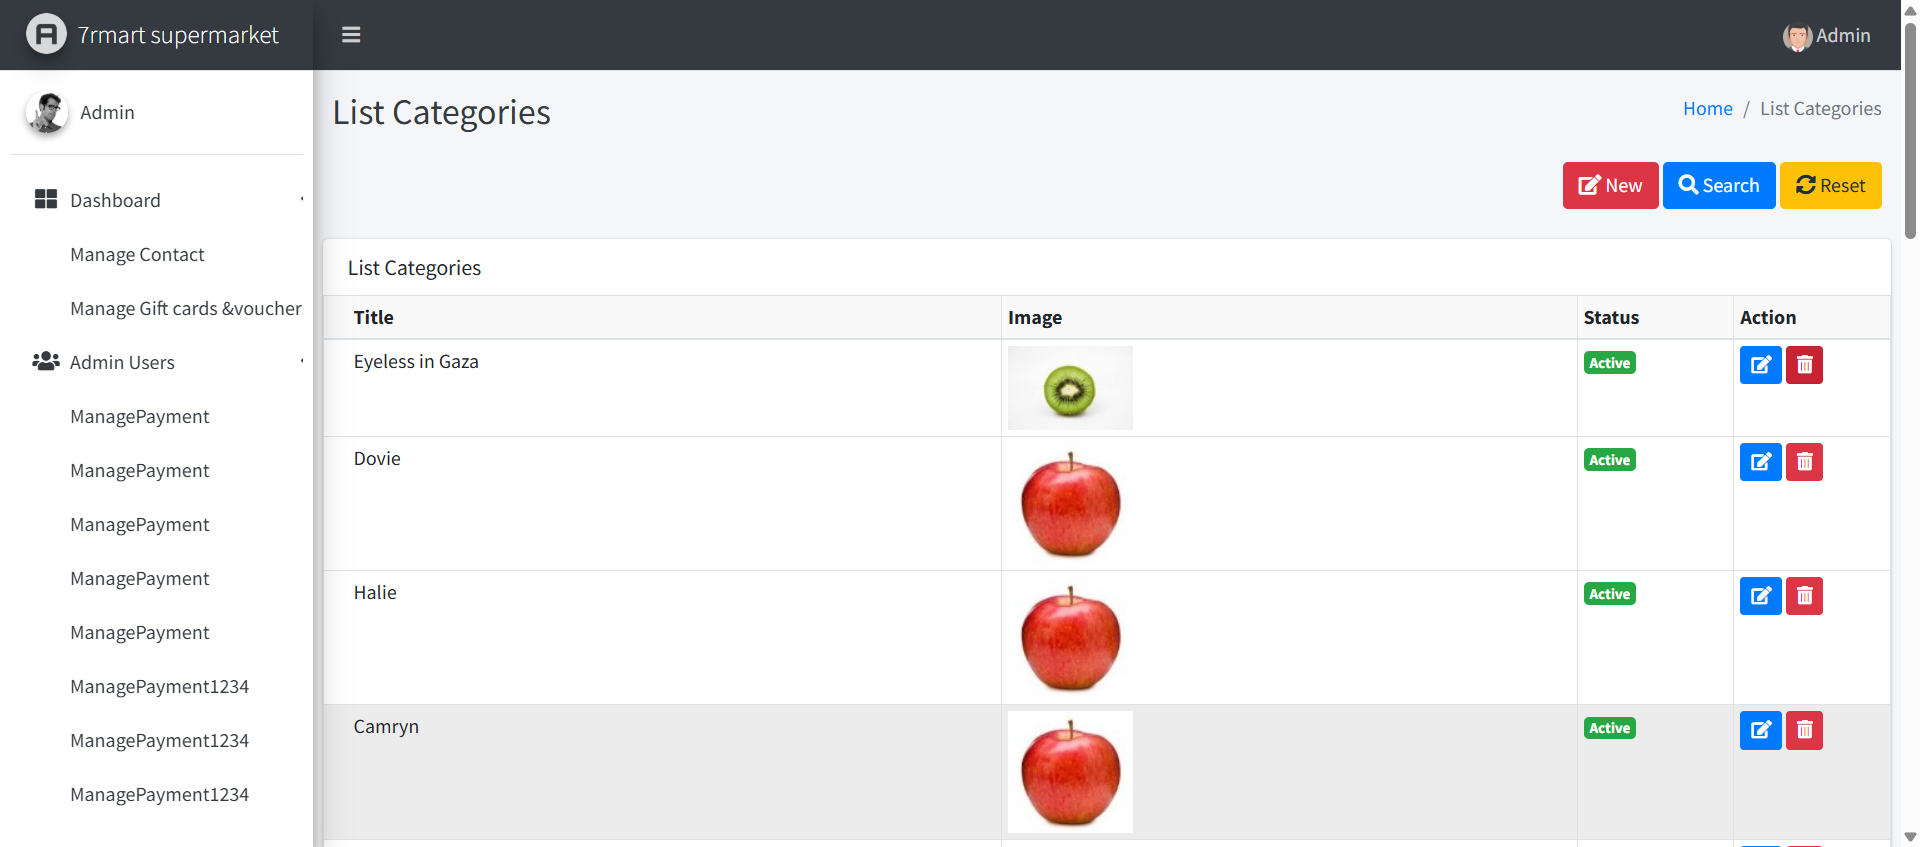 7rmart supermarket
Admin
Admin
List Categories
Home / List Categories
New Search Reset
Dashboard
Manage Contact
Manage Gift cards &voucher
Admin Users
ManagePayment
ManagePayment
ManagePayment
ManagePayment
ManagePayment
ManagePayment1234
ManagePayment1234
ManagePayment1234
List Categories
Title Image Status Action
Eyeless in Gaza Active
Dovie Active
Halie Active
Camryn Active